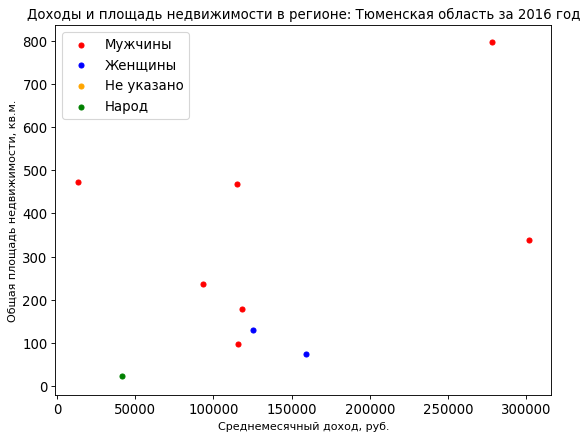 Доходы и площадь недвижимости в регионе: Тюменская область за 2016 год
Мужчины
Женщины
Не указано
Народ
800
700
600
500
400
300
200
100
0
Общая площадь недвижимости, кв.м.
0 50000 100000 150000 200000 250000 300000
Среднемесячный доход, руб.